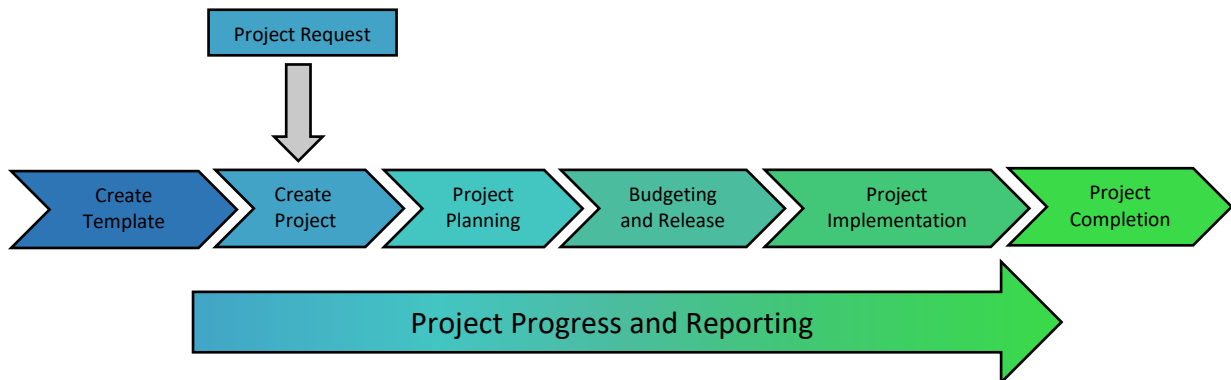 Project Request
Create
Template
Create
Project
Project
Planning
Budgeting
and Release
Project
Implementation
Project
Completion
Project Progress and Reporting